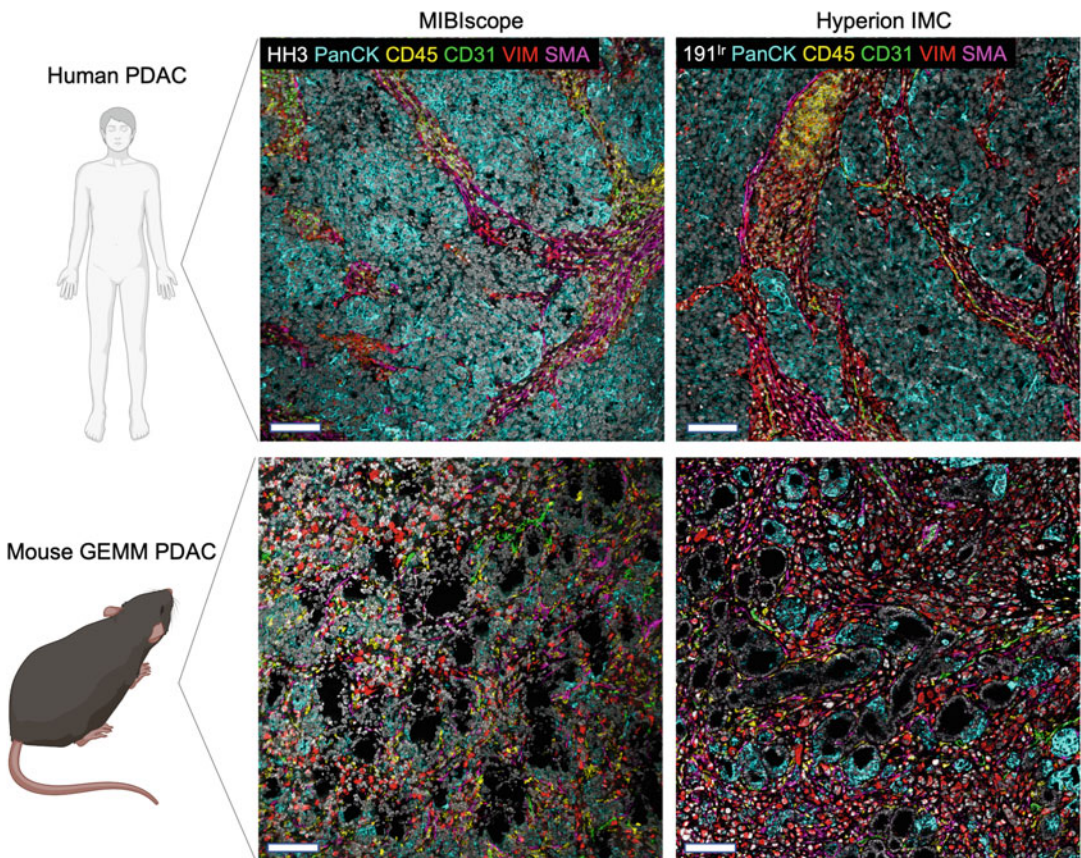 MIBIscope
Hyperion IMC
Human PDAC
HH3 PanCK CD45 CD31 VIM SMA
191Ir PanCK CD45 CD31 VIM SMA
Mouse GEMM PDAC